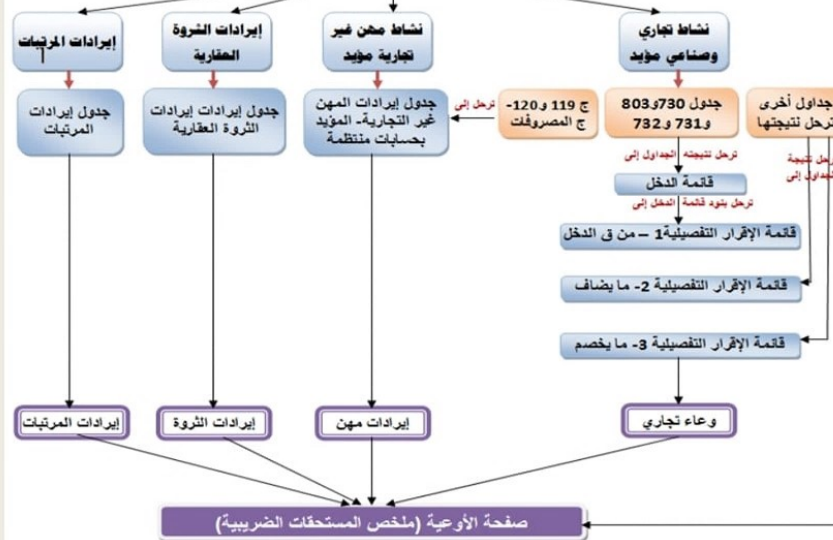 نشاط تجاري
وصناعي مؤيد
نشاط مهن غير
تجارية مؤيد
إيرادات الثروة
العقارية
إيرادات المرتبات
جداول أخرى
ترحل نتيجتها
جدول 730و803
و731 و732
ج 119 و120-
ج المصروفات
ترحل إلى
جدول إيرادات المهن
غير التجارية- المؤيد
بحسابات منتظمة
جدول إيرادات إيرادات
الثروة العقارية
جدول إيرادات
المرتبات
ترحل نتيجته الجداول إلى
نتيجة
إلى
قائمة الدخل
ترحل بنود قائمة الدخل إلى
قائمة الإقرار التفصيلية1 – من ق الدخل
قائمة الإقرار التفصيلية 2- ما يضاف
قائمة الإقرار التفصيلية 3- ما يخصم
وعاء تجاري
إيرادات مهن
إيرادات الثروة
إيرادات المرتبات
صفحة الأوعية (ملخص المستحقات الضريبية)